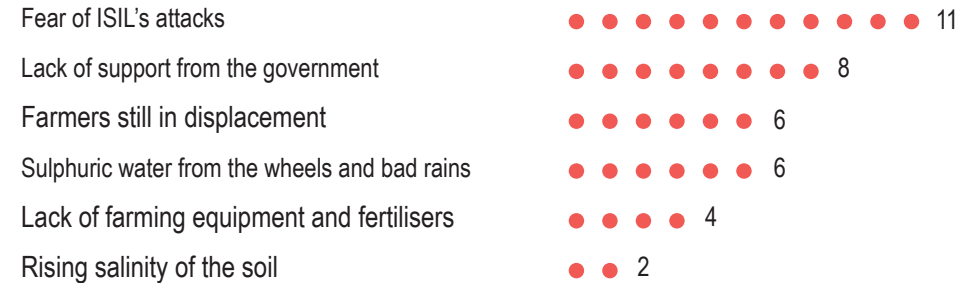 Fear of ISIL's attacks 11
Lack of support from the government 8
Farmers still in displacement 6
Sulphuric water from the wheels and bad rains 6
Lack of farming equipment and fertilisers 4
Rising salinity of the soil 2